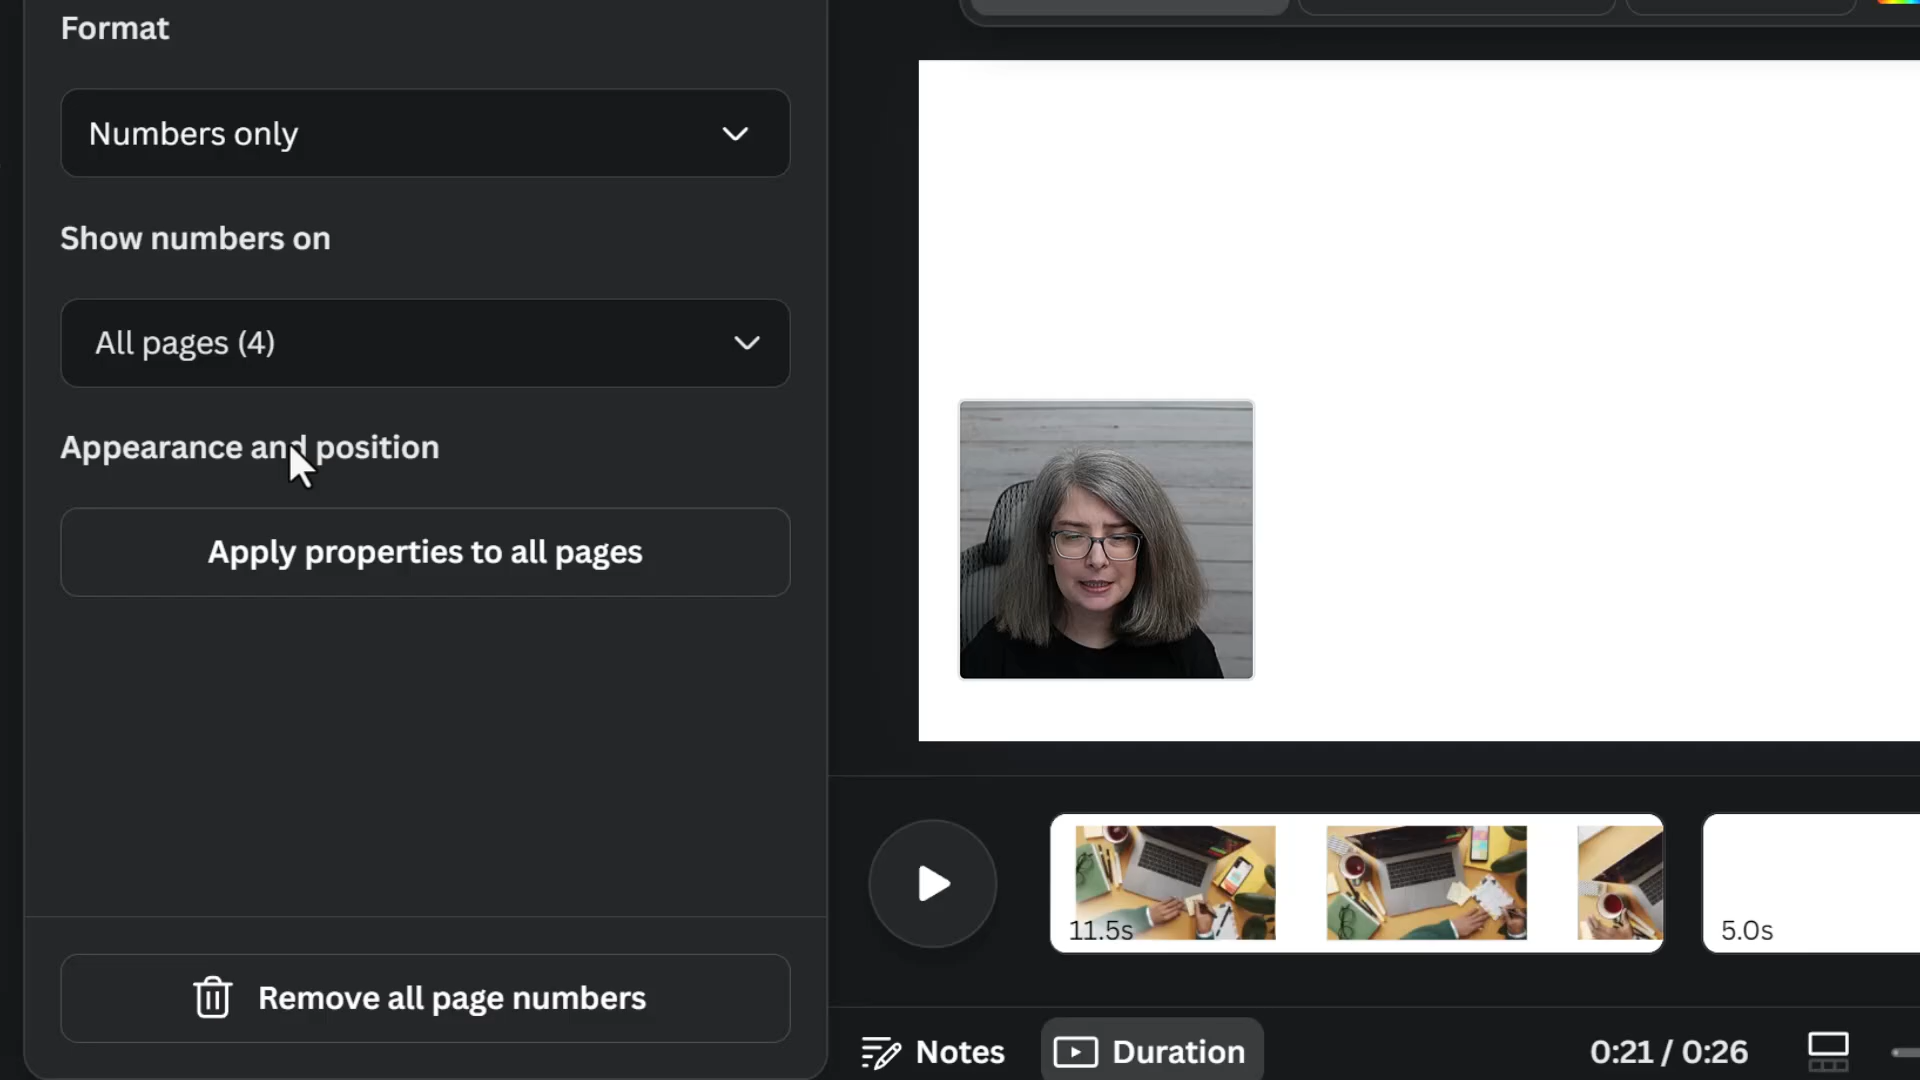 Format
Numbers only
Show numbers on
All pages (4)
Appearance and position
Apply properties to all pages
Remove all page numbers
11.5s
5.0s
Notes
Duration
0:21 / 0:26